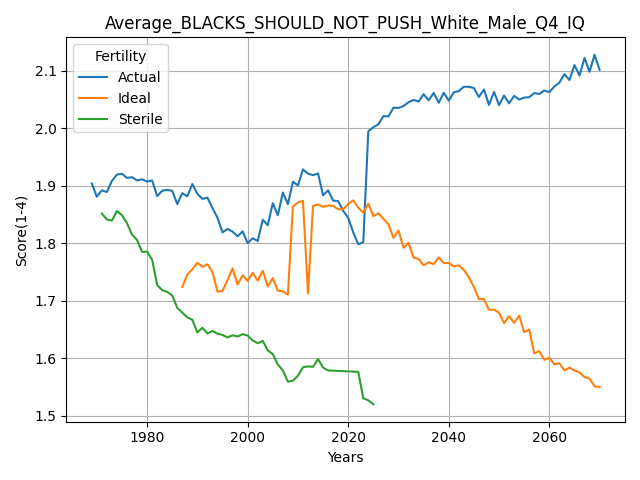 Average_BLACKS_SHOULD_NOT_PUSH_White_Male_Q4_IQ
Fertility
Actual
Ideal
Sterile
Score(1-4)
2.1
2.0
1.9
1.8
1.7
1.6
1.5
1980
2000
2020
2040
2060
Years